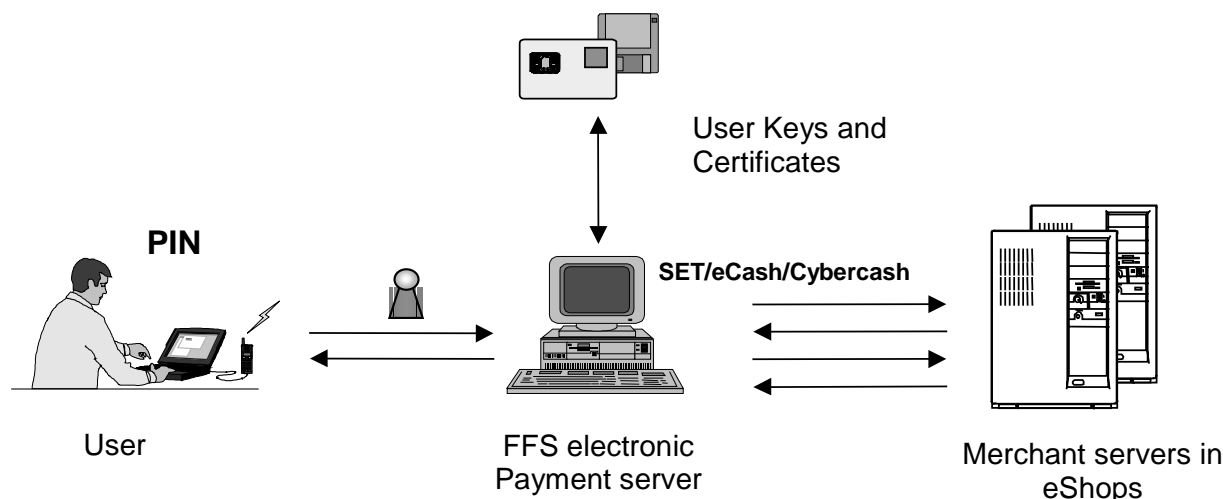 User Keys and
Certificates
PIN
SET/eCash/Cybercash
User
FFS electronic
Payment server
Merchant servers in
eShops